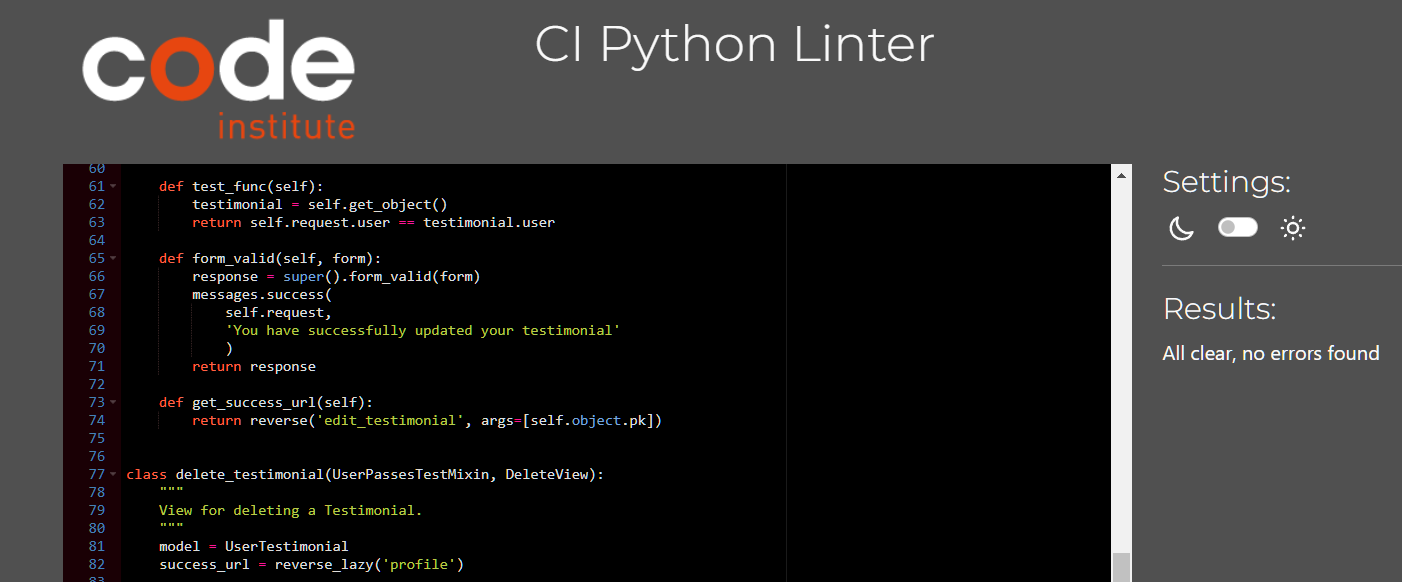 code
institute
CI Python Linter
60
61 def test_func(self):
62 testimonial = self.get_object()
63 return self.request.user == testimonial.user
64
65 def form_valid(self, form):
66 response = super().form_valid(form)
67 messages.success(
68 self.request,
69 'You have successfully updated your testimonial'
70 )
71 return response
72
73 def get_success_url(self):
74 return reverse('edit_testimonial', args=[self.object.pk])
75
76
77 class delete_testimonial(UserPassesTestMixin, DeleteView):
78 """
79 View for deleting a Testimonial.
80 """
81 model = UserTestimonial
82 success_url = reverse_lazy('profile')
83
Settings:
Results:
All clear, no errors found